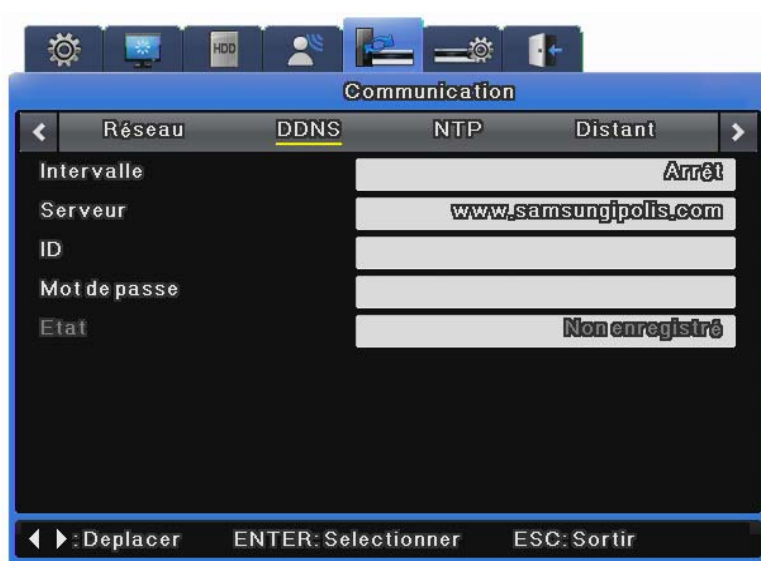 HDD
Communication
Réseau DDNS NTP Distant
Intervalle Arrêt
Serveur www.samsungipolis.com
ID
Mot de passe
Etat Non enregistré
:Deplacer ENTER:Selectionner ESC:Sortir